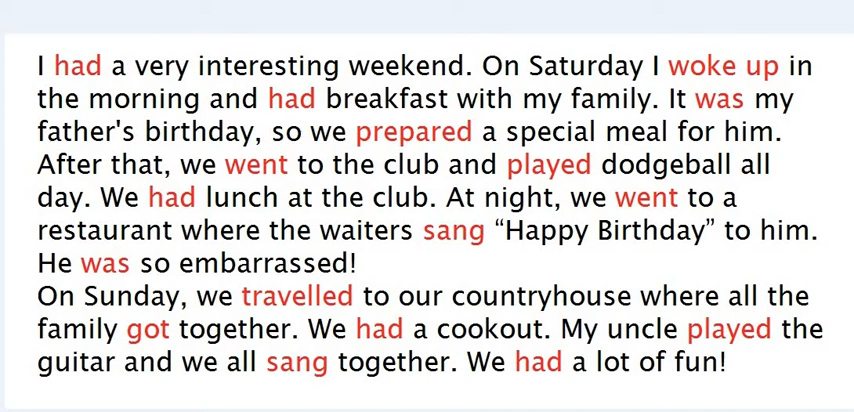 I had a very interesting weekend. On Saturday I woke up in
the morning and had breakfast with my family. It was my
father's birthday, so we prepared a special meal for him.
After that, we went to the club and played dodgeball all
day. We had lunch at the club. At night, we went to a
restaurant where the waiters sang “Happy Birthday” to him.
He was so embarrassed!
On Sunday, we travelled to our countryhouse where all the
family got together. We had a cookout. My uncle played the
guitar and we all sang together. We had a lot of fun!